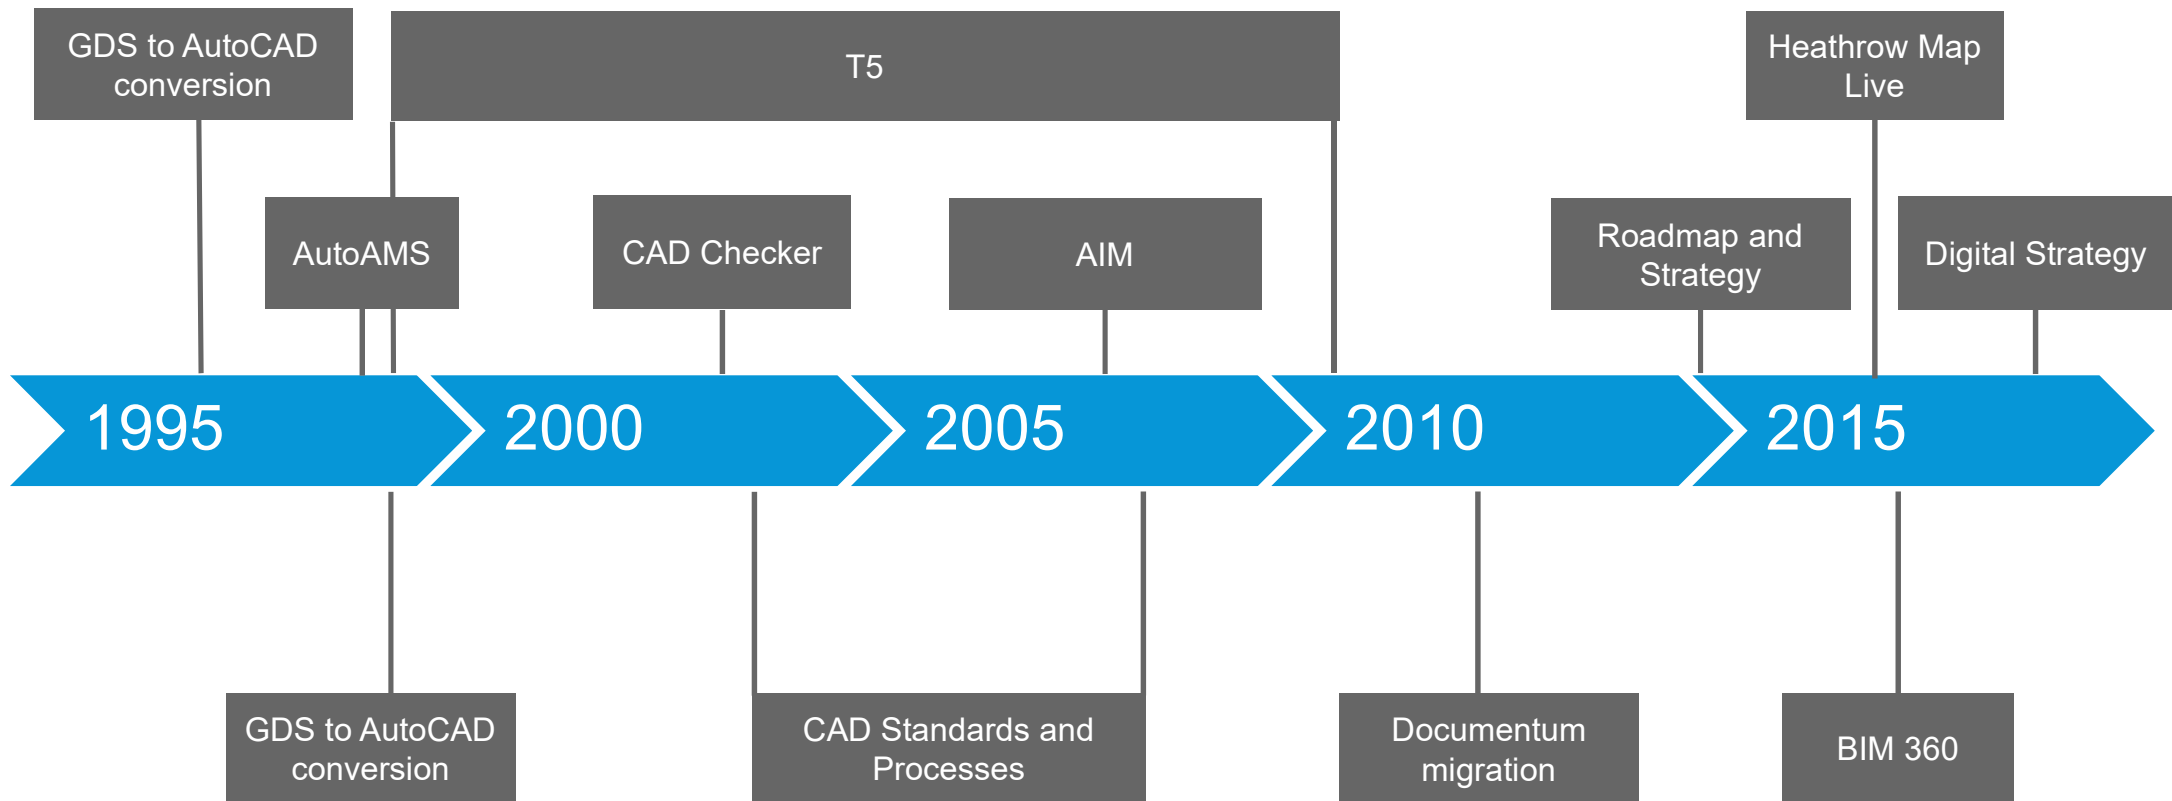 GDS to AutoCAD
conversion
T5
Heathrow Map
Live
AutoAMS
CAD Checker
AIM
Roadmap and
Strategy
Digital Strategy
1995
2000
2005
2010
2015
GDS to AutoCAD
conversion
CAD Standards and
Processes
Documentum
migration
BIM 360